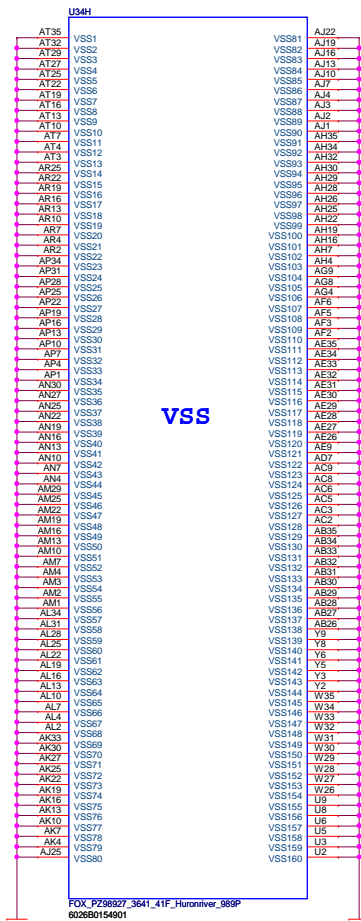 U34H
AT35 VSS1 VSS81 AJ22
AT32 VSS2 VSS82 AJ19
AT29 VSS3 VSS83 AJ16
AT27 VSS4 VSS84 AJ13
AT25 VSS5 VSS85 AJ10
AT22 VSS6 VSS86 AJ7
AT19 VSS7 VSS87 AJ4
AT16 VSS8 VSS88 AJ3
AT13 VSS9 VSS89 AJ2
AT10 VSS10 VSS90 AJ1
AT7 VSS11 VSS91 AH35
AT4 VSS12 VSS92 AH34
AT3 VSS13 VSS93 AH32
AR25 VSS14 VSS94 AH30
AR22 VSS15 VSS95 AH29
AR19 VSS16 VSS96 AH28
AR16 VSS17 VSS97 AH26
AR13 VSS18 VSS98 AH25
AR10 VSS19 VSS99 AH22
AR7 VSS20 VSS100 AH19
AR4 VSS21 VSS101 AH16
AR2 VSS22 VSS102 AH7
AP34 VSS23 VSS103 AH4
AP31 VSS24 VSS104 AG9
AP28 VSS25 VSS105 AG8
AP25 VSS26 VSS106 AG4
AP22 VSS27 VSS107 AF6
AP19 VSS28 VSS108 AF5
AP16 VSS29 VSS109 AF3
AP13 VSS30 VSS110 AF2
AP10 VSS31 VSS111 AE35
AP7 VSS32 VSS112 AE34
AP4 VSS33 VSS113 AE33
AP1 VSS34 VSS114 AE32
AN30 VSS35 VSS115 AE31
AN27 VSS36 VSS116 AE30
AN25 VSS37 VSS117 AE29
VSS
AN22 VSS38 VSS118 AE28
AN19 VSS39 VSS119 AE27
AN16 VSS40 VSS120 AE26
AN13 VSS41 VSS121 AE9
AN10 VSS42 VSS122 AD7
AN7 VSS43 VSS123 AC9
AN4 VSS44 VSS124 AC8
AM29 VSS45 VSS125 AC6
AM25 VSS46 VSS126 AC5
AM22 VSS47 VSS127 AC3
AM19 VSS48 VSS128 AC2
AM16 VSS49 VSS129 AB35
AM13 VSS50 VSS130 AB34
AM10 VSS51 VSS131 AB33
AM7 VSS52 VSS132 AB32
AM4 VSS53 VSS133 AB31
AM3 VSS54 VSS134 AB30
AM2 VSS55 VSS135 AB29
AM1 VSS56 VSS136 AB28
AL34 VSS57 VSS137 AB27
AL31 VSS58 VSS138 AB26
AL28 VSS59 VSS139 Y9
AL25 VSS60 VSS140 Y8
AL22 VSS61 VSS141 Y6
AL19 VSS62 VSS142 Y5
AL16 VSS63 VSS143 Y3
AL13 VSS64 VSS144 Y2
AL10 VSS65 VSS145 W35
AL7 VSS66 VSS146 W34
AL4 VSS67 VSS147 W33
AL2 VSS68 VSS148 W32
AK33 VSS69 VSS149 W31
AK30 VSS70 VSS150 W30
AK27 VSS71 VSS151 W29
AK25 VSS72 VSS152 W28
AK22 VSS73 VSS153 W27
AK19 VSS74 VSS154 W26
AK16 VSS75 VSS155 U9
AK13 VSS76 VSS156 U8
AK10 VSS77 VSS157 U6
AK7 VSS78 VSS158 U5
AK4 VSS79 VSS159 U3
AJ25 VSS80 VSS160 U2
FOX_PZ98927_3641_41F_Huronriver_989P
6026B0154901